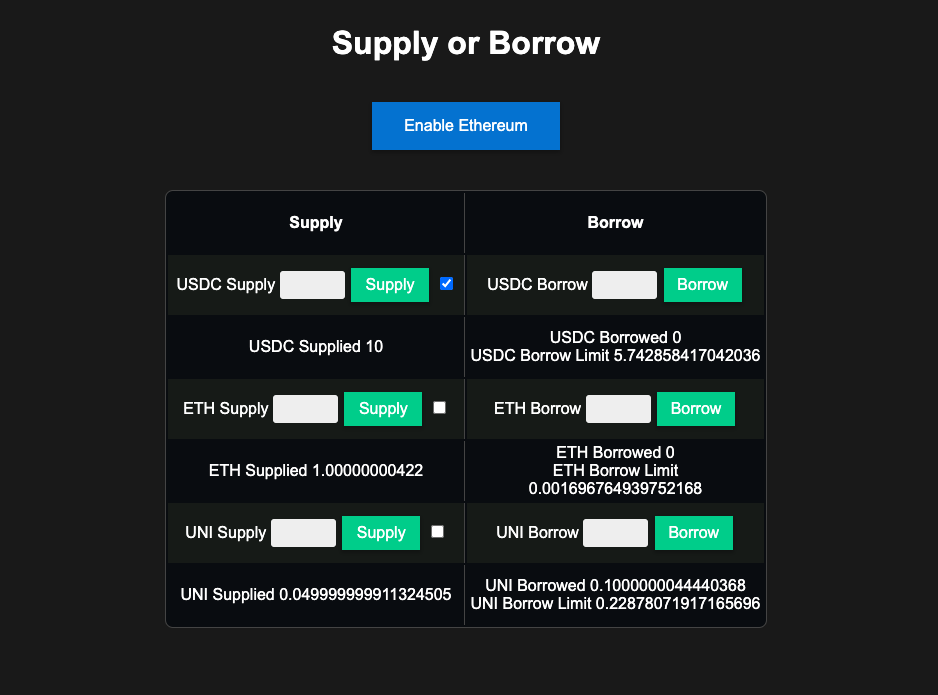 Supply or Borrow
Enable Ethereum
Supply
Borrow
USDC Supply Supply
USDC Borrow Borrow
USDC Supplied 10
USDC Borrowed 0
USDC Borrow Limit 5.742858417042036
ETH Supply Supply
ETH Borrow Borrow
ETH Supplied 1.00000000422
ETH Borrowed 0
ETH Borrow Limit
0.001696764939752168
UNI Supply Supply
UNI Borrow Borrow
UNI Supplied 0.049999999911324505
UNI Borrowed 0.1000000044440368
UNI Borrow Limit 0.22878071917165696